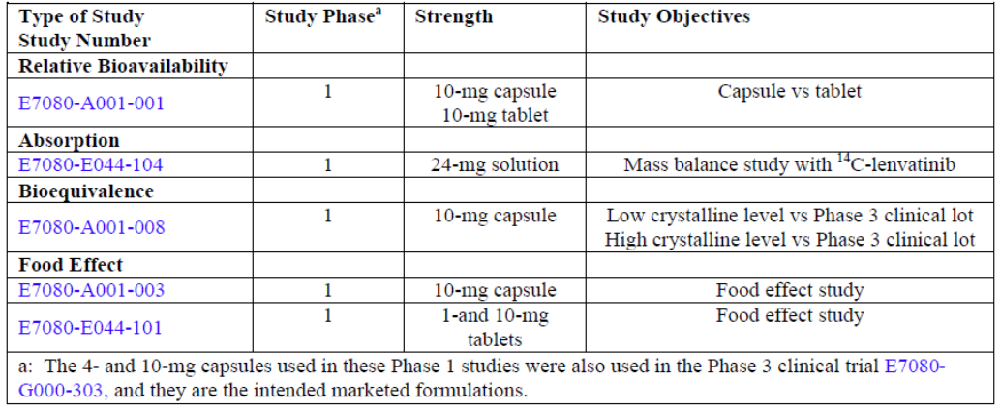 Type of Study Study Phaseᵃ Strength Study Objectives
Study Number
Relative Bioavailability
E7080-A001-001 1 10-mg capsule Capsule vs tablet
10-mg tablet
Absorption
E7080-E044-104 1 24-mg solution Mass balance study with ¹⁴C-lenvatinib
Bioequivalence
E7080-A001-008 1 10-mg capsule Low crystalline level vs Phase 3 clinical lot
High crystalline level vs Phase 3 clinical lot
Food Effect
E7080-A001-003 1 10-mg capsule Food effect study
E7080-E044-101 1 1-and 10-mg Food effect study
tablets
a: The 4- and 10-mg capsules used in these Phase 1 studies were also used in the Phase 3 clinical trial E7080-
G000-303, and they are the intended marketed formulations.